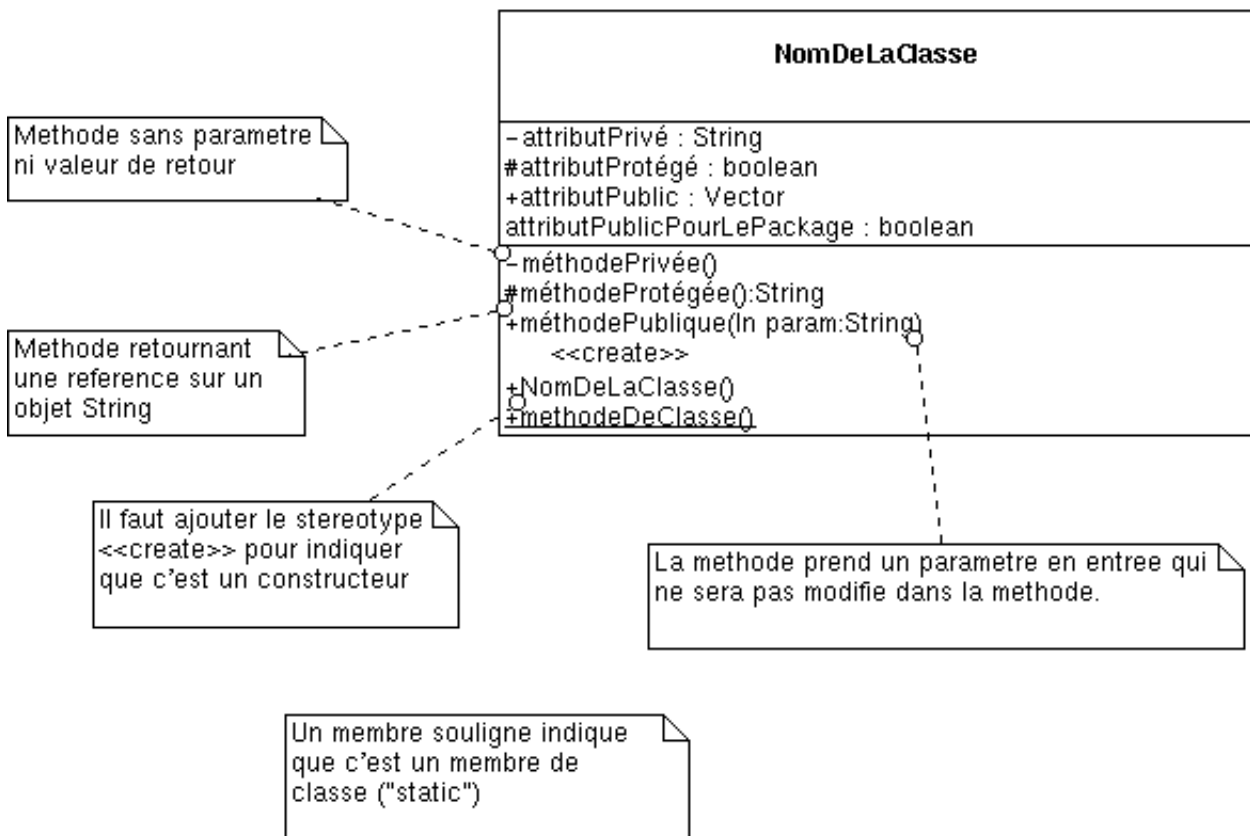 NomDeLaClasse
-attributPrivé : String
#attributProtégé : boolean
+attributPublic : Vector
attributPublicPourLePackage : boolean
-méthodePrivée()
#méthodeProtégée():String
+méthodePublique(In param:String)
<<create>>
+NomDeLaClasse()
+methodeDeClasse()
Methode sans parametre
ni valeur de retour
Methode retournant
une reference sur un
objet String
Il faut ajouter le stereotype
<<create>> pour indiquer
que c'est un constructeur
La methode prend un parametre en entree qui
ne sera pas modifie dans la methode.
Un membre souligne indique
que c'est un membre de
classe ("static")